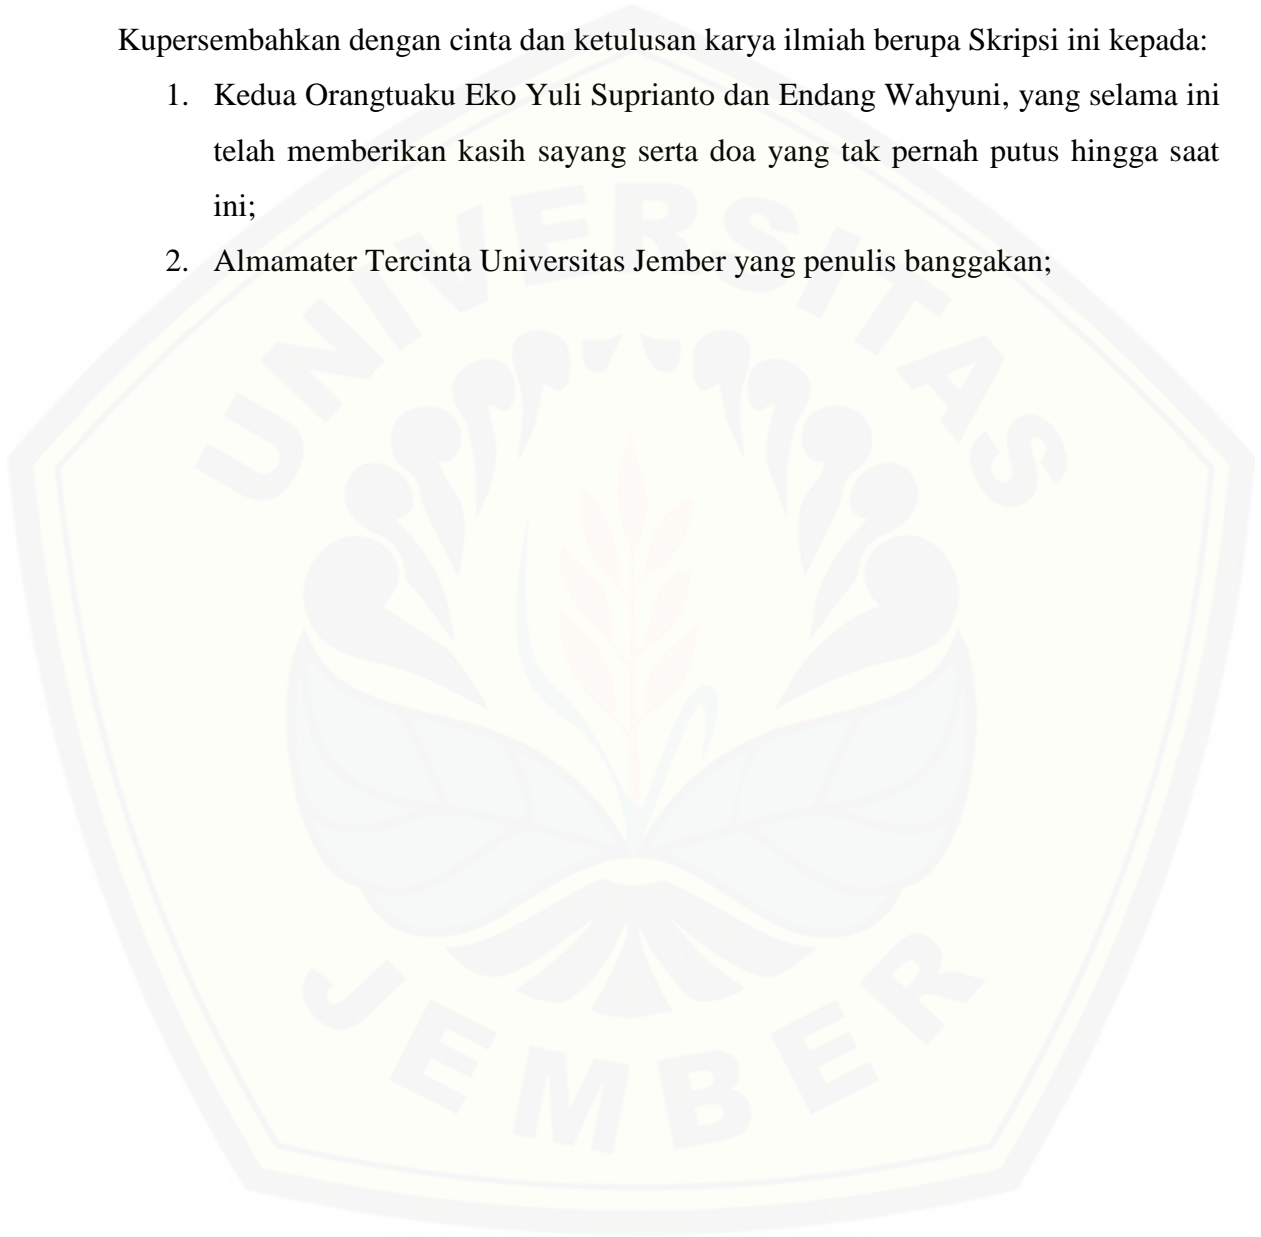 Kupersembahkan dengan cinta dan ketulusan karya ilmiah berupa Skripsi ini kepada:
1. Kedua Orangtuaku Eko Yuli Suprianto dan Endang Wahyuni, yang selama ini
telah memberikan kasih sayang serta doa yang tak pernah putus hingga saat
ini;
2. Almamater Tercinta Universitas Jember yang penulis banggakan;
UNIVERSITAS
JEMBER